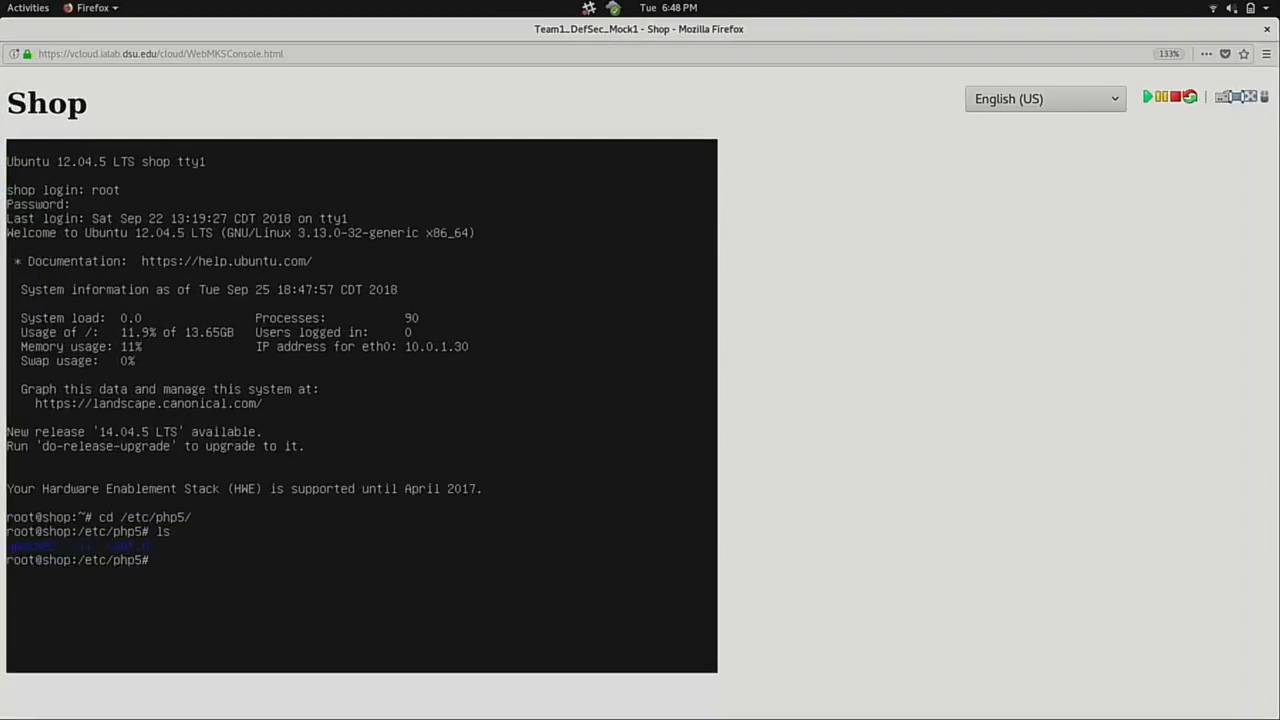 Activities Firefox Tue 6:48 PM
Team1_DefSec_Mock1 - Shop - Mozilla Firefox
https://vcloud.ialab.dsu.edu/cloud/WebMKSConsole.html 133%
Shop
English (US)
Ubuntu 12.04.5 LTS shop tty1
shop login: root
Password:
Last login: Sat Sep 22 13:19:27 CDT 2018 on tty1
Welcome to Ubuntu 12.04.5 LTS (GNU/Linux 3.13.0-32-generic x86_64)
* Documentation: https://help.ubuntu.com/
System information as of Tue Sep 25 18:47:57 CDT 2018
System load: 0.0 Processes: 90
Usage of /: 11.9% of 13.65GB Users logged in: 0
Memory usage: 11% IP address for eth0: 10.0.1.30
Swap usage: 0%
Graph this data and manage this system at:
https://landscape.canonical.com/
New release '14.04.5 LTS' available.
Run 'do-release-upgrade' to upgrade to it.
Your Hardware Enablement Stack (HWE) is supported until April 2017.
root@shop:~# cd /etc/php5/
root@shop:/etc/php5# ls
root@shop:/etc/php5#